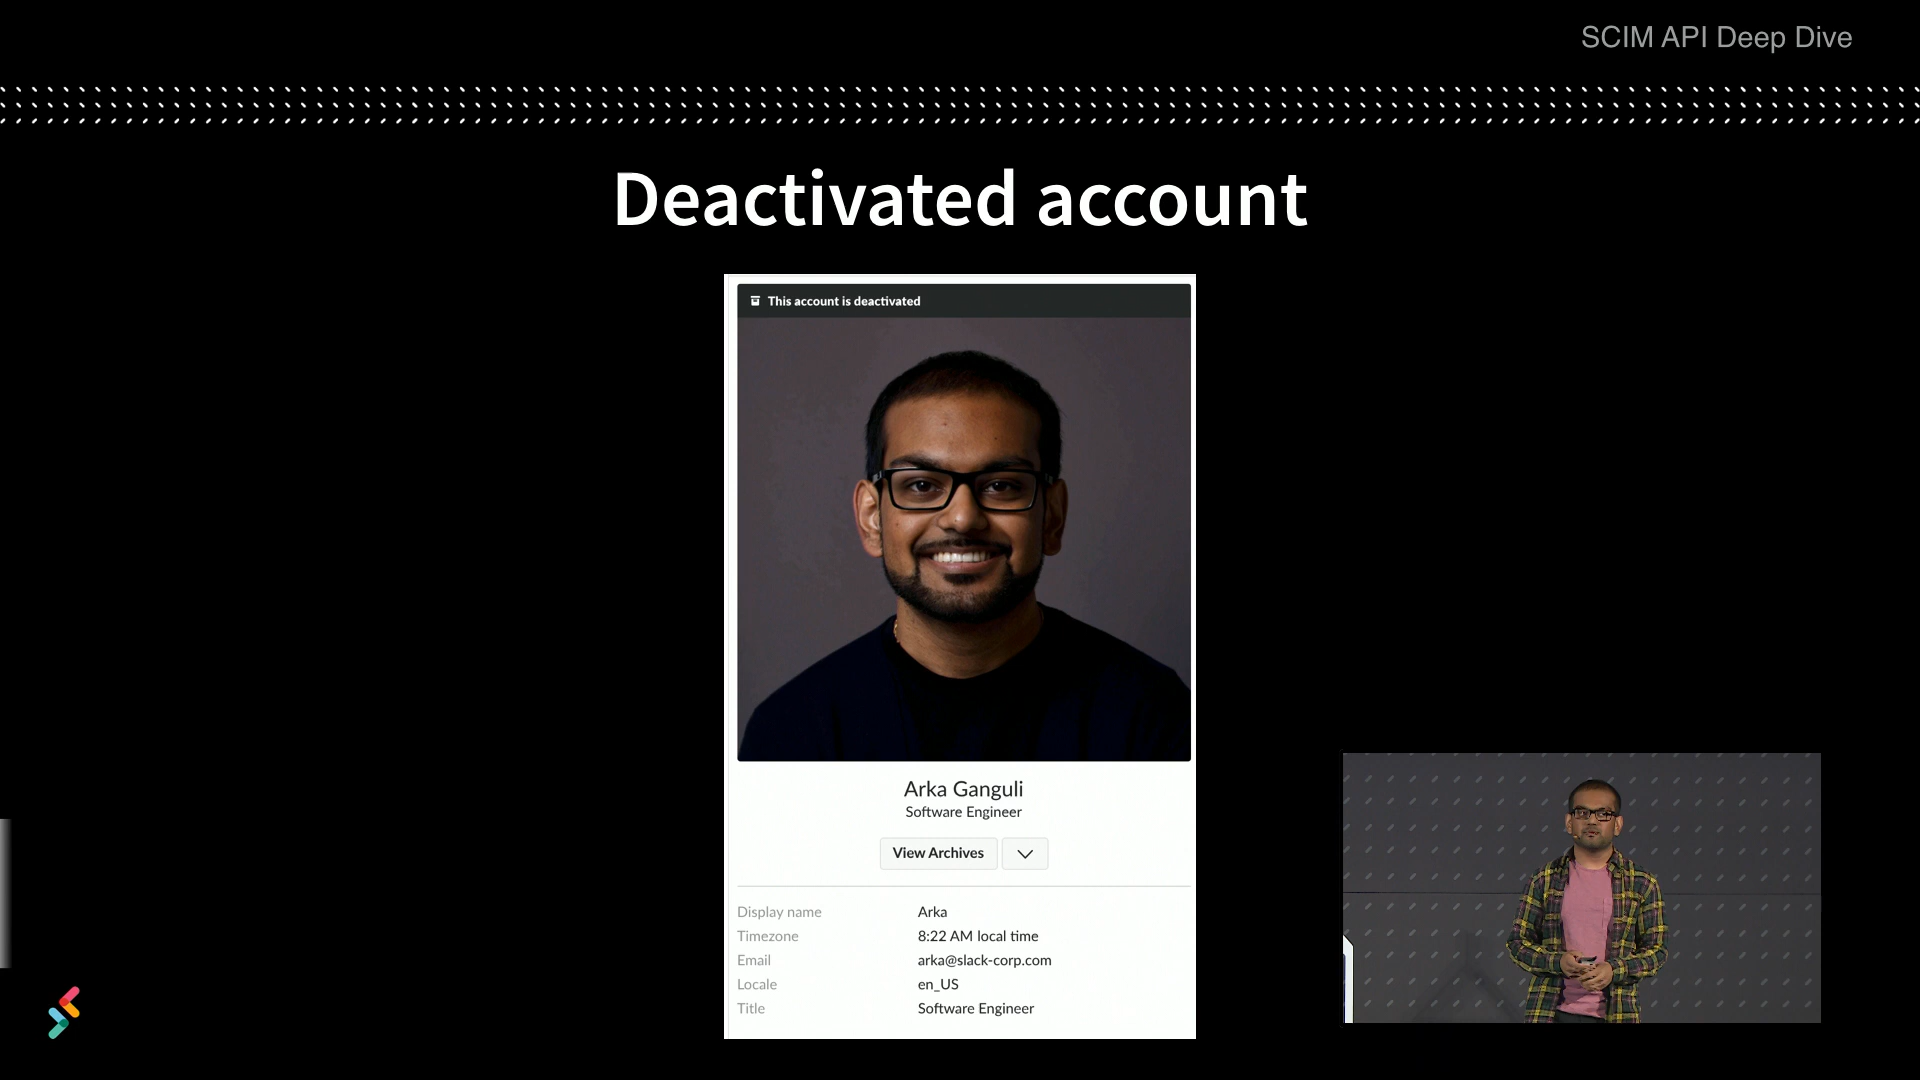 SCIM API Deep Dive
Deactivated account
This account is deactivated
Arka Ganguli
Software Engineer
View Archives
Display name Arka
Timezone 8:22 AM local time
Email arka@slack-corp.com
Locale en_US
Title Software Engineer